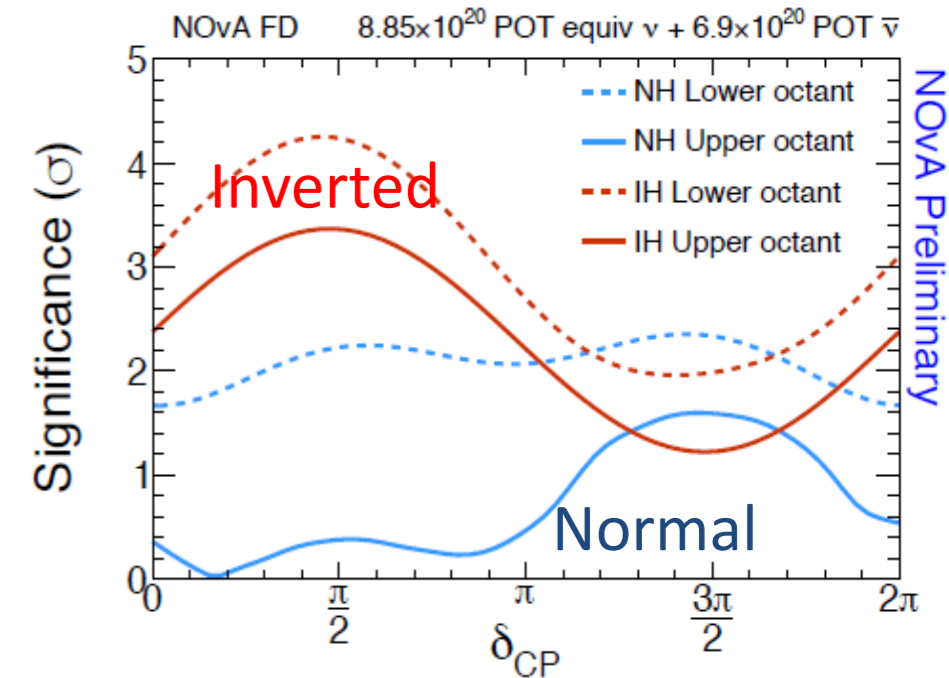 NOvA FD 8.85×10²⁰ POT equiv ν + 6.9×10²⁰ POT ν̅
5
4
3
2
1
0
Significance (σ)
NH Lower octant
NH Upper octant
IH Lower octant
IH Upper octant
Inverted
Normal
NOvA Preliminary
0
π/2
π
3π/2
2π
δ_CP